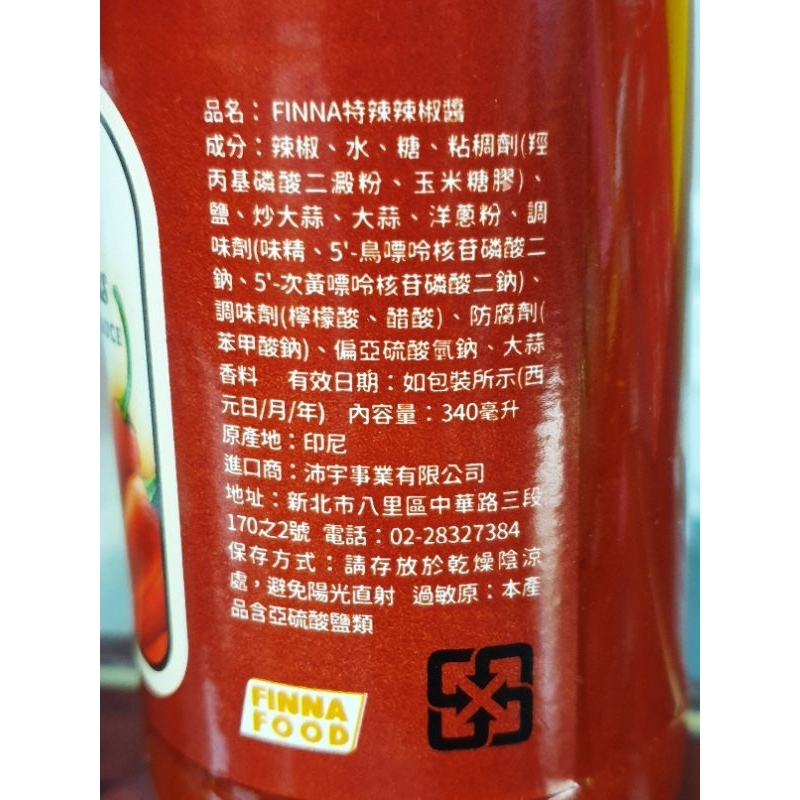 品名：FINNA特辣辣椒醬
成分：辣椒、水、糖、粘稠劑(羥
丙基磷酸二澱粉、玉米糖膠)、
鹽、炒大蒜、大蒜、洋蔥粉、調
味劑(味精、5'-鳥嘌呤核苷磷酸二
鈉、5'-次黃嘌呤核苷磷酸二鈉)、
調味劑(檸檬酸、醋酸)、防腐劑(
苯甲酸鈉)、偏亞硫酸氫鈉、大蒜
香料 有效日期：如包裝所示(西
元日/月/年) 內容量：340毫升
原產地：印尼
進口商：沛宇事業有限公司
地址：新北市八里區中華路三段
170之2號 電話：02-28327384
保存方式：請存放於乾燥陰涼
處，避免陽光直射 過敏原：本產
品含亞硫酸鹽類
FINNA
FOOD